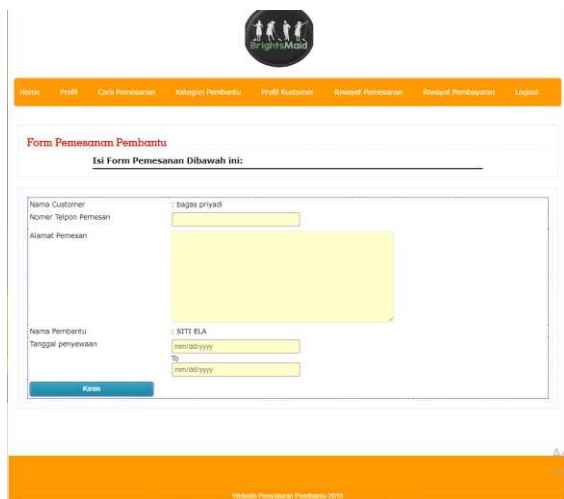 BrightsMaid
Home Profil Cara Pemesanan Kategori Pembantu Profil Kustomer Riwayat Pemesanan Riwayat Pembayaran Logout
Form Pemesanan Pembantu
Isi Form Pemesanan Dibawah ini:
Nama Customer : bagas priyadi
Nomer Telpon Pemesan
Alamat Pemesan
Nama Pembantu : SITI ELA
Tanggal penyewaan mm/dd/yyyy
To
mm/dd/yyyy
Kirim
Website Penyaluran Pembantu 2018